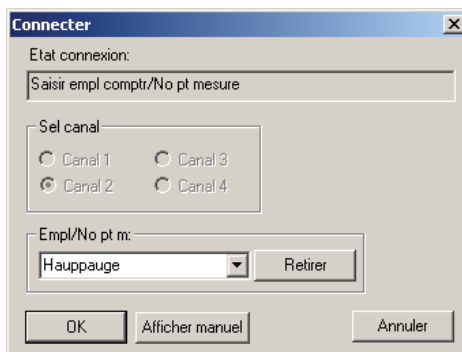 Connecter
Etat connexion:
Saisir empl comptr/No pt mesure
Sel canal
Canal 1 Canal 3
Canal 2 Canal 4
Empl/No pt m:
Hauppauge Retirer
OK Afficher manuel Annuler